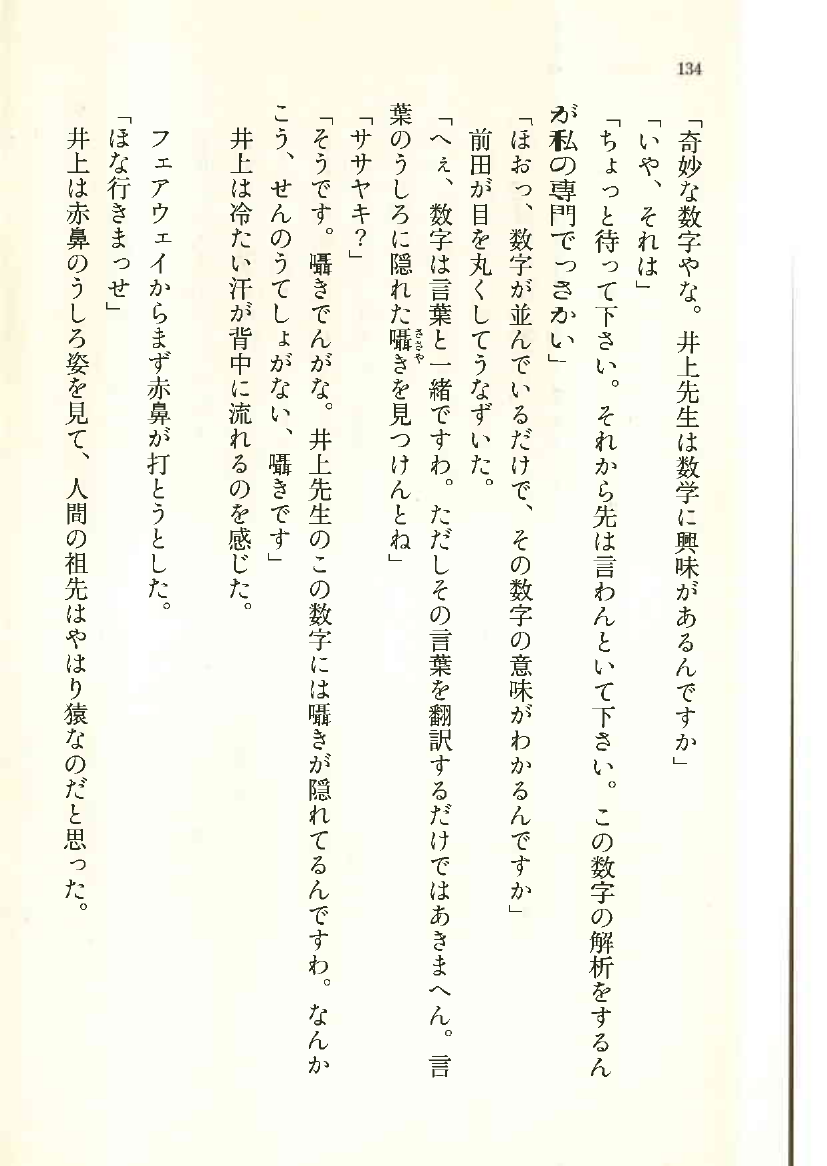 134
「奇妙な数字やな。井上先生は数学に興味があるんですか」
「いや、それは」
「ちょっと待って下さい。それから先は言わんといて下さい。この数字の解析をするん
が私の専門でっさかい」
「ほおっ、数字が並んでいるだけで、その数字の意味がわかるんですか」
前田が目を丸くしてうなずいた。
「へぇ、数字は言葉と一緒ですわ。ただしその言葉を翻訳するだけではあきまへん。言
葉のうしろに隠れた囁きを見つけんとね」
ささや
「ササヤキ？」
「そうです。囁きでんがな。井上先生のこの数字には囁きが隠れてるんですわ。なんか
こう、せんのうてしょがない、囁きです」
井上は冷たい汗が背中に流れるのを感じた。
フェアウェイからまず赤鼻が打とうとした。
「ほな行きまっせ」
井上は赤鼻のうしろ姿を見て、人間の祖先はやはり猿なのだと思った。